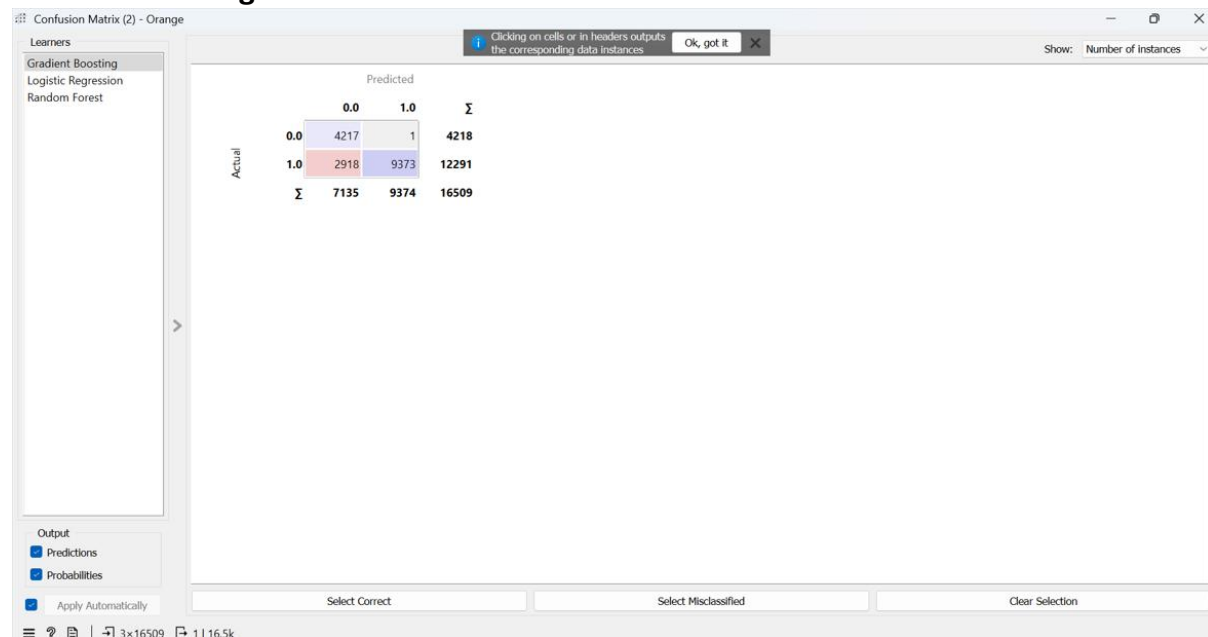 Confusion Matrix (2) - Orange
Learners
Gradient Boosting
Logistic Regression
Random Forest
Clicking on cells or in headers outputs
the corresponding data instances
Ok, got it
Show: Number of instances
Predicted
0.0 1.0 Σ
Actual
0.0 4217 1 4218
1.0 2918 9373 12291
Σ 7135 9374 16509
Output
Predictions
Probabilities
Apply Automatically
Select Correct
Select Misclassified
Clear Selection
3×16509
1 | 16.5k